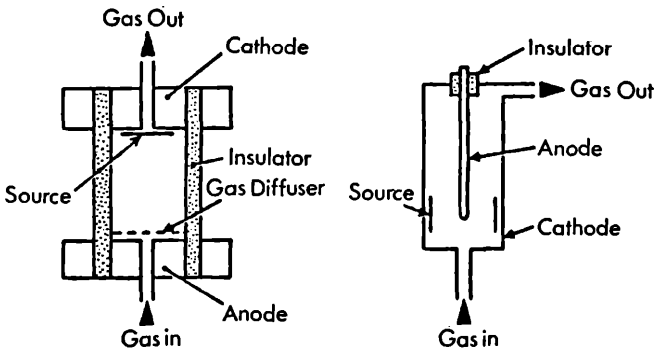 Gas Out
Cathode
Insulator
Gas Diffuser
Source
Anode
Gas in
Insulator
Gas Out
Anode
Source
Cathode
Gas in